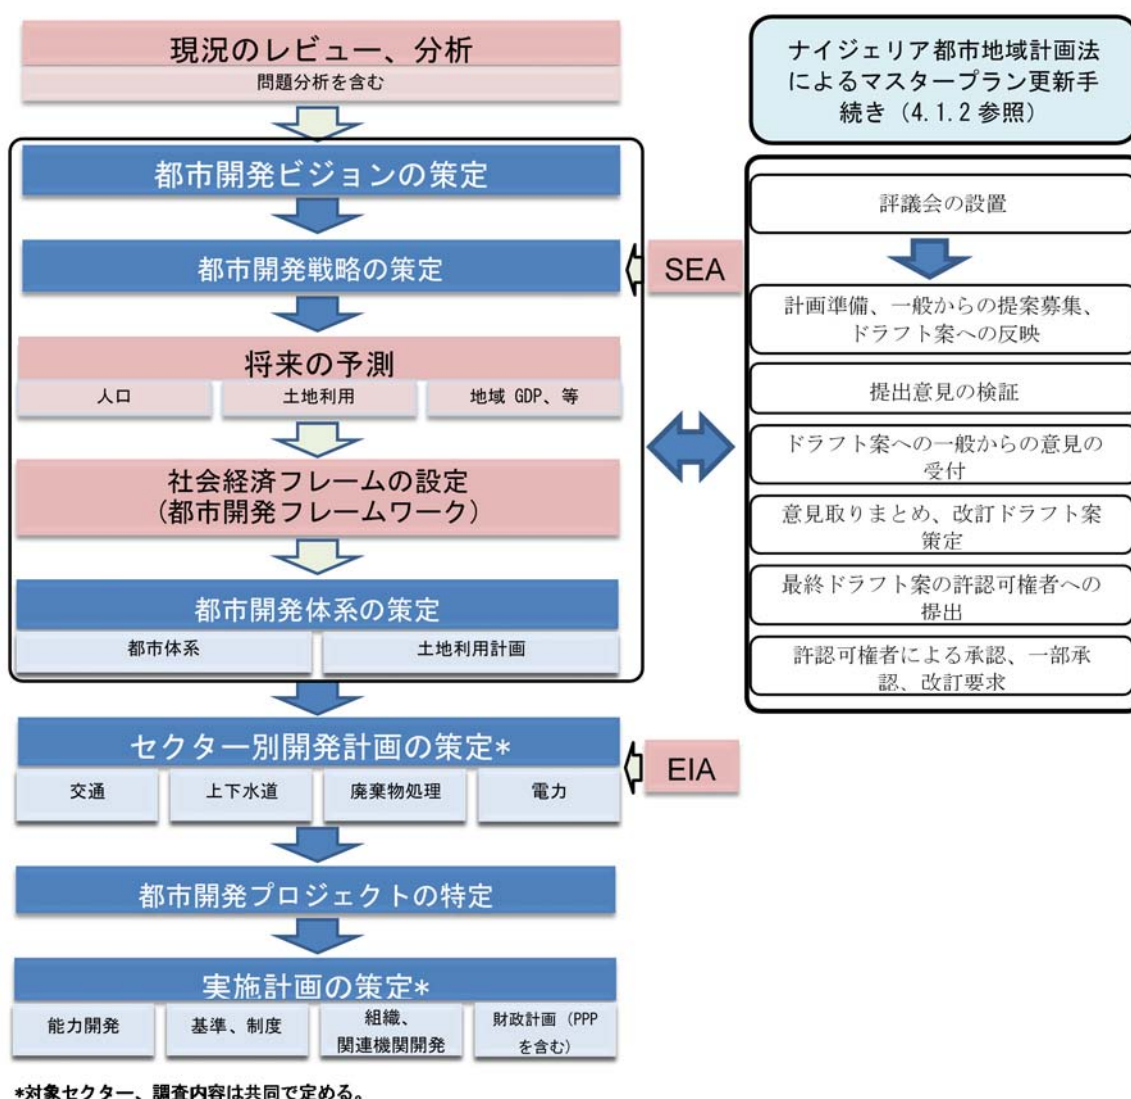 現況のレビュー、分析
問題分析を含む
都市開発ビジョンの策定
都市開発戦略の策定
SEA
将来の予測
人口
土地利用
地域 GDP、等
社会経済フレームの設定
(都市開発フレームワーク)
都市開発体系の策定
都市体系
土地利用計画
セクター別開発計画の策定*
EIA
交通
上下水道
廃棄物処理
電力
都市開発プロジェクトの特定
実施計画の策定*
能力開発
基準、制度
組織、
関連機関開発
財政計画（PPP
を含む）
*対象セクター、調査内容は共同で定める。
ナイジェリア都市地域計画法
によるマスタープラン更新手
続き（4.1.2 参照）
評議会の設置
計画準備、一般からの提案募集、
ドラフト案への反映
提出意見の検証
ドラフト案への一般からの意見の
受付
意見取りまとめ、改訂ドラフト案
策定
最終ドラフト案の許認可権者への
提出
許認可権者による承認、一部承
認、改訂要求